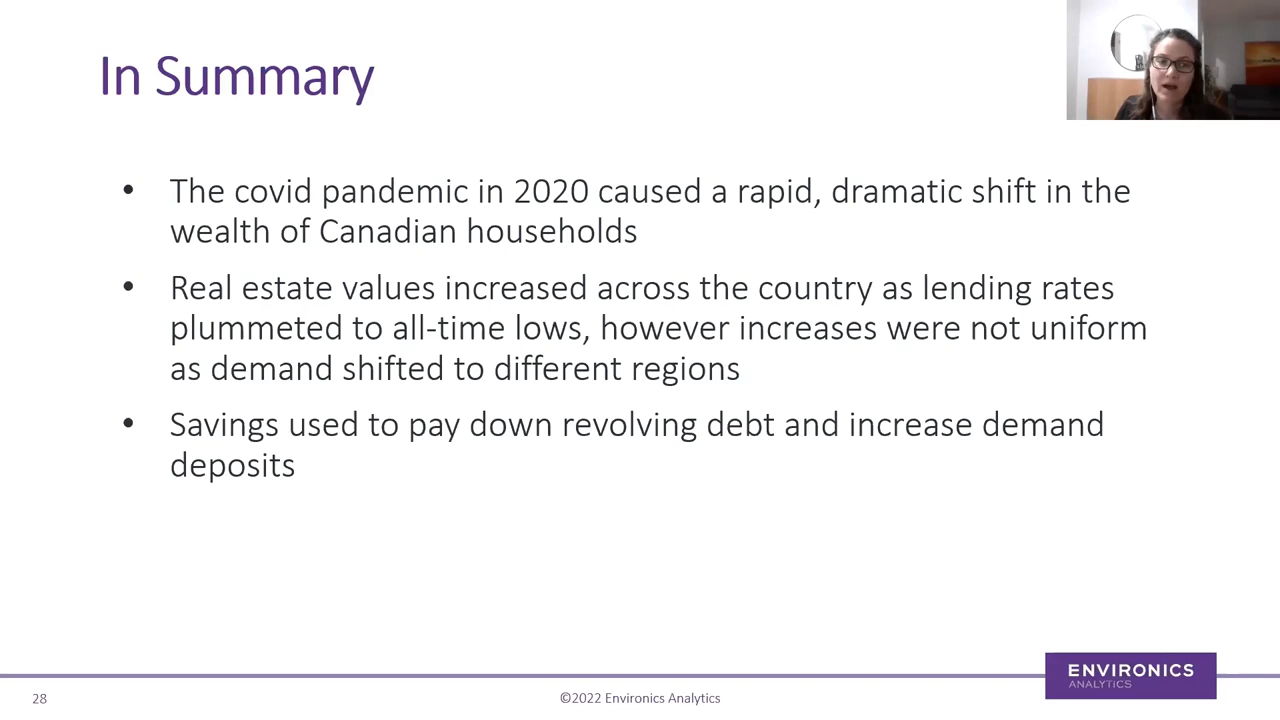 In Summary
• The covid pandemic in 2020 caused a rapid, dramatic shift in the
wealth of Canadian households
• Real estate values increased across the country as lending rates
plummeted to all-time lows, however increases were not uniform
as demand shifted to different regions
• Savings used to pay down revolving debt and increase demand
deposits
ENVIRONICS
ANALYTICS
28
©2022 Environics Analytics